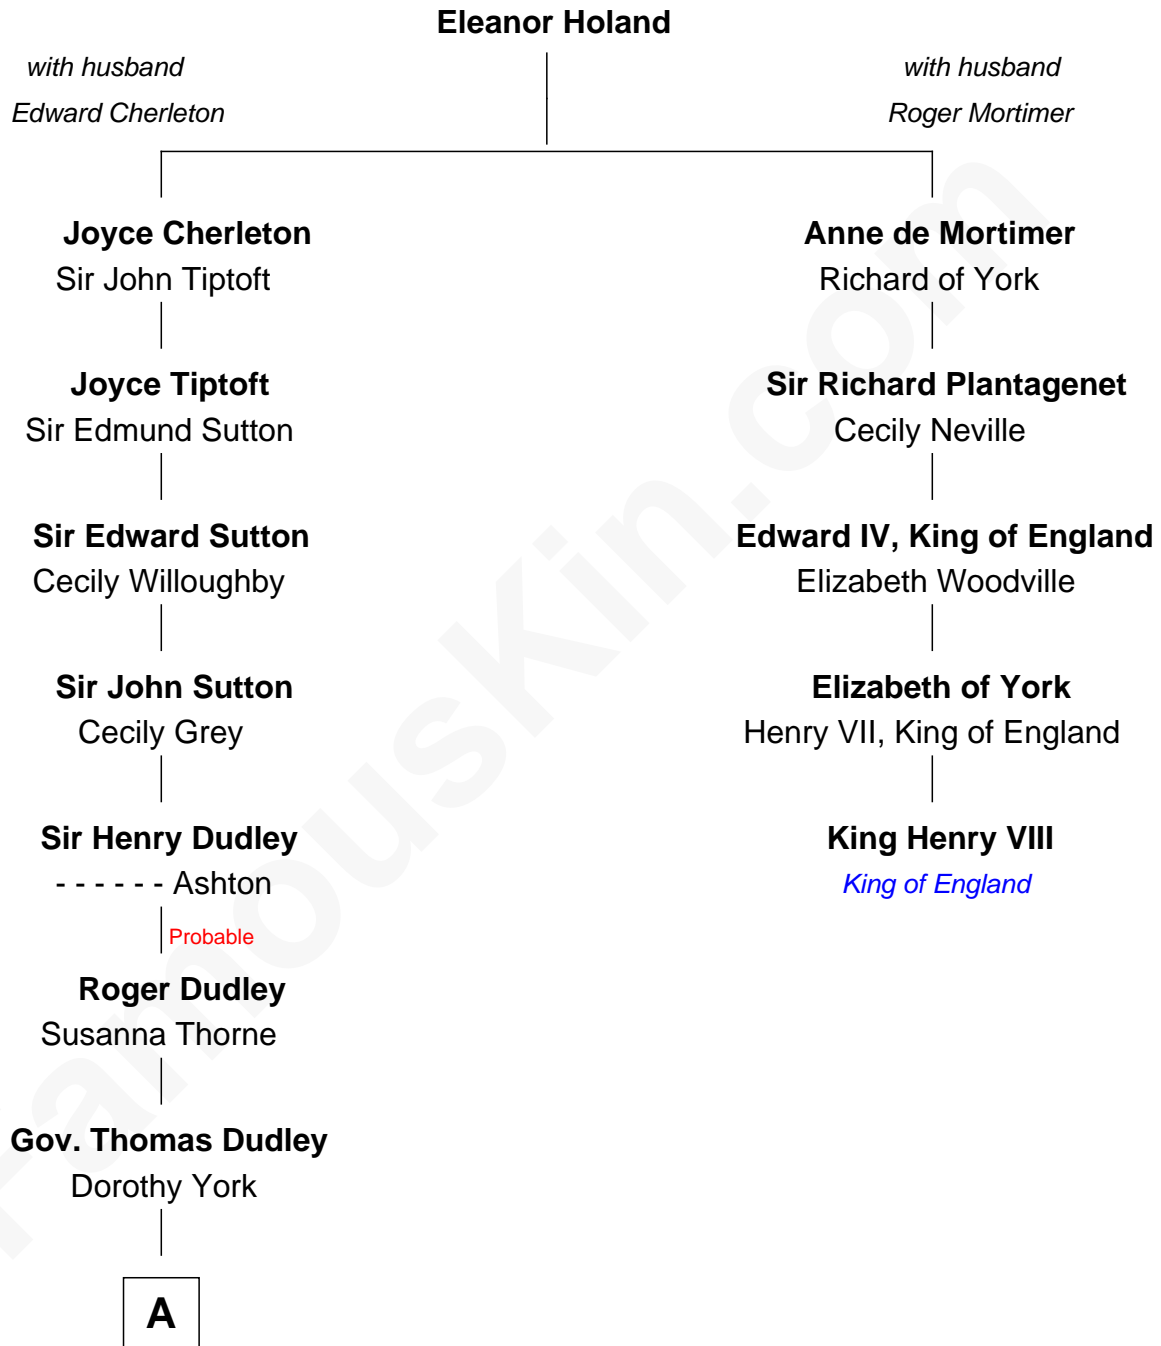 Eleanor Holand
with husband
Edward Cherleton
with husband
Roger Mortimer
Joyce Cherleton
Sir John Tiptoft
Anne de Mortimer
Richard of York
Joyce Tiptoft
Sir Edmund Sutton
Sir Richard Plantagenet
Cecily Neville
Sir Edward Sutton
Cecily Willoughby
Edward IV, King of England
Elizabeth Woodville
Sir John Sutton
Cecily Grey
Elizabeth of York
Henry VII, King of England
Sir Henry Dudley
- - - - - - Ashton
King Henry VIII
King of England
Probable
Roger Dudley
Susanna Thorne
Gov. Thomas Dudley
Dorothy York
A
FamousKin.com